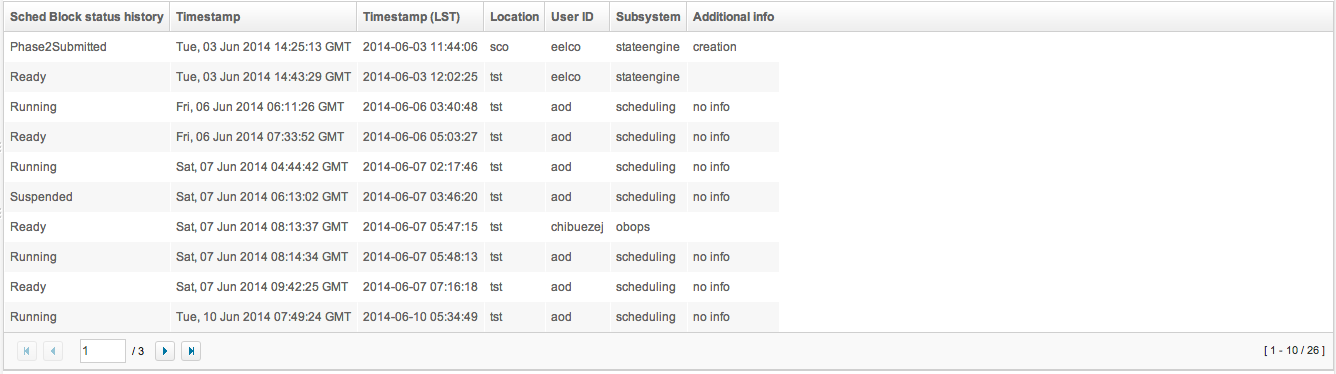 Sched Block status history Timestamp Timestamp (LST) Location User ID Subsystem Additional info
Phase2Submitted Tue, 03 Jun 2014 14:25:13 GMT 2014-06-03 11:44:06 sco eelco stateengine creation
Ready Tue, 03 Jun 2014 14:43:29 GMT 2014-06-03 12:02:25 tst eelco stateengine
Running Fri, 06 Jun 2014 06:11:26 GMT 2014-06-06 03:40:48 tst aod scheduling no info
Ready Fri, 06 Jun 2014 07:33:52 GMT 2014-06-06 05:03:27 tst aod scheduling no info
Running Sat, 07 Jun 2014 04:44:42 GMT 2014-06-07 02:17:46 tst aod scheduling no info
Suspended Sat, 07 Jun 2014 06:13:02 GMT 2014-06-07 03:46:20 tst aod scheduling no info
Ready Sat, 07 Jun 2014 08:13:37 GMT 2014-06-07 05:47:15 tst chibuezej obops
Running Sat, 07 Jun 2014 08:14:34 GMT 2014-06-07 05:48:13 tst aod scheduling no info
Ready Sat, 07 Jun 2014 09:42:25 GMT 2014-06-07 07:16:18 tst aod scheduling no info
Running Tue, 10 Jun 2014 07:49:24 GMT 2014-06-10 05:34:49 tst aod scheduling no info
1 / 3 [ 1 - 10 / 26 ]